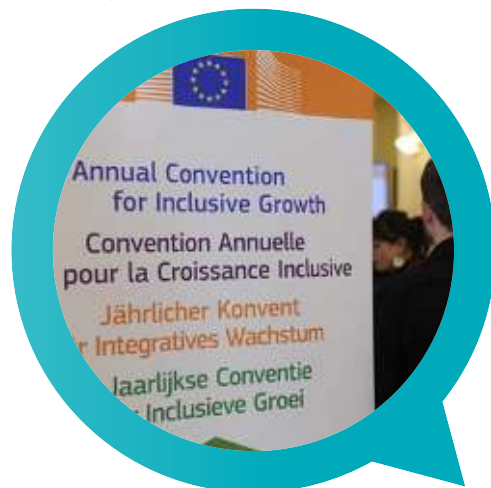 Annual Convention
for Inclusive Growth
Convention Annuelle
pour la Croissance Inclusive
Jährlicher Konvent
Integratives Wachstum
Jaarlijkse Conventie
Inclusieve Groei